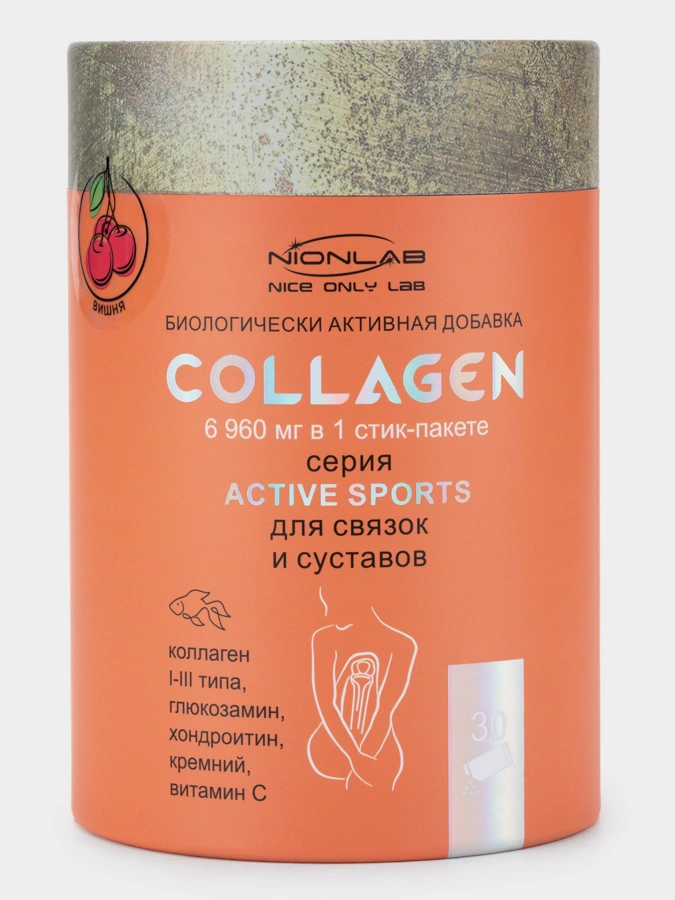 вишня
NIONLAB
NICE ONLY LAB
БИОЛОГИЧЕСКИ АКТИВНАЯ ДОБАВКА
COLLAGEN
6 960 мг в 1 стик-пакете
серия
ACTIVE SPORTS
для связок
и суставов
коллаген
I-III типа,
глюкозамин,
хондроитин,
кремний,
витамин С
30